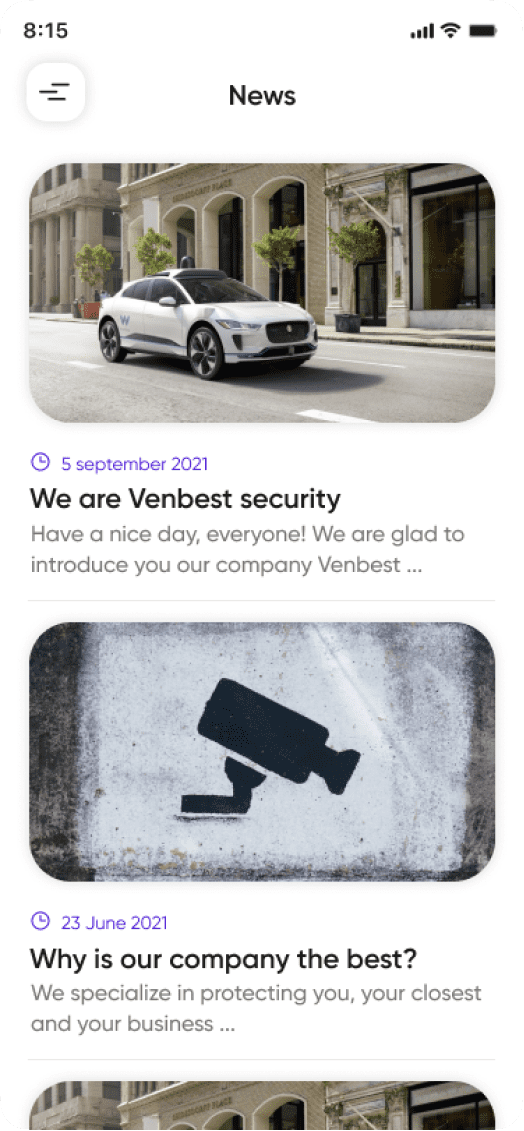 8:15
News
5 september 2021
We are Venbest security
Have a nice day, everyone! We are glad to
introduce you our company Venbest ...
23 June 2021
Why is our company the best?
We specialize in protecting you, your closest
and your business ...